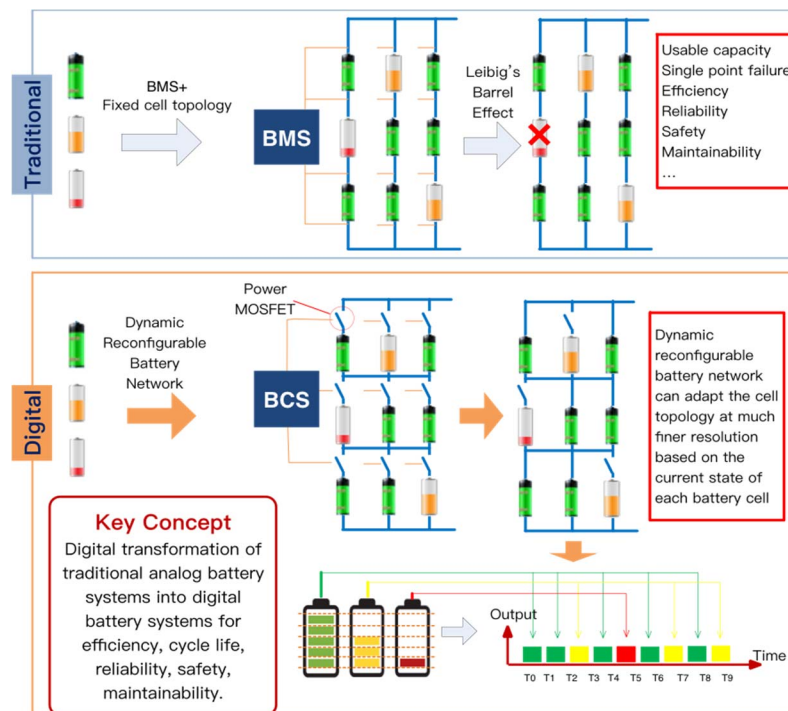 Traditional
BMS+
Fixed cell topology
BMS
Leibig's
Barrel
Effect
Usable capacity
Single point failure
Efficiency
Reliability
Safety
Maintainability
...
Digital
Dynamic
Reconfigurable
Battery
Network
Power
MOSFET
BCS
Dynamic
reconfigurable
battery network
can adapt the cell
topology at much
finer resolution
based on the
current state of
each battery cell
Key Concept
Digital transformation of
traditional analog battery
systems into digital
battery systems for
efficiency, cycle life,
reliability, safety,
maintainability.
Output
Time
T0 T1 T2 T3 T4 T5 T6 T7 T8 T9